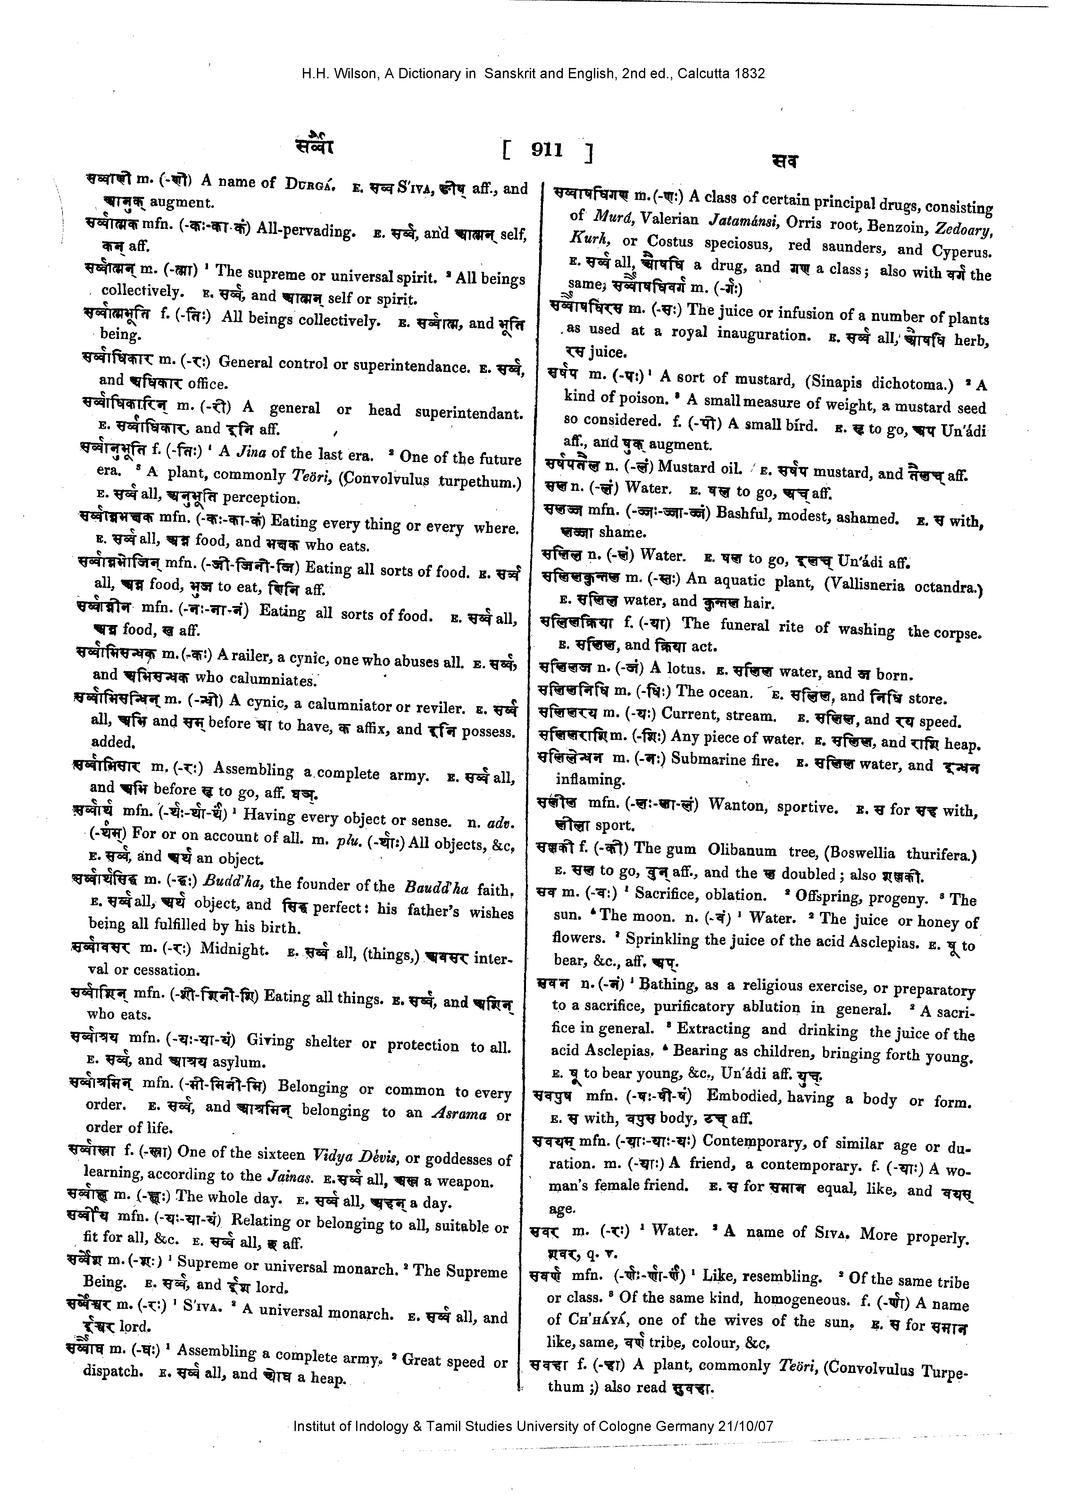 H.H. Wilson, A Dictionary in Sanskrit and English, 2nd ed., Calcutta 1832
सर्व्वा
[ 911 ]
सव
सर्व्वाणी m. (-णी) A name of DURGÁ. E. सर्व्व S'IVA, ङीष् aff., and
आनुक् augment.
सर्व्वात्मक mfn. (-कः-का-कं) All-pervading. E. सर्व्व, and आत्मन् self,
कन् aff.
सर्व्वात्मन् m. (-त्मा) ¹ The supreme or universal spirit. ² All beings
collectively. E. सर्व्व, and आत्मन् self or spirit.
सर्व्वात्मभूति f. (-तिः) All beings collectively. E. सर्व्वात्म, and भूति
being.
सर्व्वाधिकार m. (-रः) General control or superintendance. E. सर्व्व,
and अधिकार office.
सर्व्वाधिकारिन् m. (-री) A general or head superintendant.
E. सर्व्वाधिकार, and इनि aff.
सर्व्वानुभूति f. (-तिः) ¹ A Jina of the last era. ² One of the future
era. ³ A plant, commonly Teöri, (Convolvulus turpethum.)
E. सर्व्व all, अनुभूति perception.
सर्व्वान्नभक्षक mfn. (-कः-का-कं) Eating every thing or every where.
E. सर्व्व all, अन्न food, and भक्षक who eats.
सर्व्वान्नभोजिन् mfn. (-जी-जिनी-जि) Eating all sorts of food. E. सर्व्व
all, अन्न food, भुज to eat, णिनि aff.
सर्व्वान्नीन mfn. (-नः-ना-नं) Eating all sorts of food. E. सर्व्व all,
अन्न food, ख aff.
सर्व्वाभिसन्धक m. (-कः) A railer, a cynic, one who abuses all. E. सर्व्व,
and अभिसन्धक who calumniates.
सर्व्वाभिसन्धिन् m. (-न्धी) A cynic, a calumniator or reviler. E. सर्व्व
all, अभि and सम् before धा to have, क affix, and इनि possess.
added.
सर्व्वाभिसार m. (-रः) Assembling a complete army. E. सर्व्व all,
and अभि before सृ to go, aff. घञ्.
सर्व्वार्थ mfn. (-र्थः-र्था-र्थं) ¹ Having every object or sense. n. adv.
(-र्थम्) For or on account of all. m. plu. (-र्थाः) All objects, &c,
E. सर्व्व, and अर्थ an object.
सर्व्वार्थसिद्ध m. (-द्धः) Budd'ha, the founder of the Baudd'ha faith.
E. सर्व्व all, अर्थ object, and सिद्ध perfect: his father's wishes
being all fulfilled by his birth.
सर्व्वावसर m. (-रः) Midnight. E. सर्व्व all, (things,) अवसर inter-
val or cessation.
सर्व्वाशिन् mfn. (-शी-शिनी-शि) Eating all things. E. सर्व्व, and अशिन्
who eats.
सर्व्वाश्रय mfn. (-यः-या-यं) Giving shelter or protection to all.
E. सर्व्व, and आश्रय asylum.
सर्व्वाश्रमिन् mfn. (-मी-मिनी-मि) Belonging or common to every
order. E. सर्व्व, and आश्रमिन् belonging to an Asrama or
order of life.
सर्व्वास्त्रा f. (-स्त्रा) One of the sixteen Vidya Dévis, or goddesses of
learning, according to the Jainas. E. सर्व्व all, अस्त्र a weapon.
सर्व्वाह्ण m. (-ह्णः) The whole day. E. सर्व्व all, अहन् a day.
सर्व्वीय mfn. (-यः-या-यं) Relating or belonging to all, suitable or
fit for all, &c. E. सर्व्व all, छ aff.
सर्व्वेश m. (-शः) ¹ Supreme or universal monarch. ² The Supreme
Being. E. सर्व्व, and ईश lord.
सर्व्वेश्वर m. (-रः) ¹ S'IVA. ² A universal monarch. E. सर्व्व all, and
ईश्वर lord.
सर्व्वौघ m. (-घः) ¹ Assembling a complete army. ² Great speed or
dispatch. E. सर्व्व all, and ओघ a heap.
सर्व्वौषधिगण m. (-णः) A class of certain principal drugs, consisting
of Murá, Valerian Jatamánsi, Orris root, Benzoin, Zedoary,
Kurh, or Costus speciosus, red saunders, and Cyperus.
E. सर्व्व all, औषधि a drug, and गण a class; also with वर्ग the
same; सर्व्वौषधिवर्ग m. (-र्गः)
सर्व्वौषधिरस m. (-सः) The juice or infusion of a number of plants
as used at a royal inauguration. E. सर्व्व all, औषधि herb,
रस juice.
सर्षप m. (-पः) ¹ A sort of mustard, (Sinapis dichotoma.) ² A
kind of poison. ³ A small measure of weight, a mustard seed
so considered. f. (-पी) A small bird. E. सृ to go, अप Un'ádi
aff., and षुक् augment.
सर्षपतैल n. (-लं) Mustard oil. E. सर्षप mustard, and तैलच् aff.
सल n. (-लं) Water. E. षल to go, अच् aff.
सलज्ज mfn. (-ज्जः-ज्जा-ज्जं) Bashful, modest, ashamed. E. स with,
लज्जा shame.
सलिल n. (-लं) Water. E. षल to go, इलच् Un'ádi aff.
सलिलकुन्तल m. (-लः) An aquatic plant, (Vallisneria octandra.)
E. सलिल water, and कुन्तल hair.
सलिलक्रिया f. (-या) The funeral rite of washing the corpse.
E. सलिल, and क्रिया act.
सलिलज n. (-जं) A lotus. E. सलिल water, and ज born.
सलिलनिधि m. (-धिः) The ocean. E. सलिल, and निधि store.
सलिलरय m. (-यः) Current, stream. E. सलिल, and रय speed.
सलिलराशि m. (-शिः) Any piece of water. E. सलिल, and राशि heap.
सलिलेन्धन m. (-नः) Submarine fire. E. सलिल water, and इन्धन
inflaming.
सलील mfn. (-लः-ला-लं) Wanton, sportive. E. स for सह with,
लीला sport.
सल्लकी f. (-की) The gum Olibanum tree, (Boswellia thurifera.)
E. सल to go, वुन् aff., and the ल doubled; also शल्लकी.
सव m. (-वः) ¹ Sacrifice, oblation. ² Offspring, progeny. ³ The
sun. ⁴ The moon. n. (-वं) ¹ Water. ² The juice or honey of
flowers. ³ Sprinkling the juice of the acid Asclepias. E. षू to
bear, &c., aff. अप्.
सवन n. (-नं) ¹ Bathing, as a religious exercise, or preparatory
to a sacrifice, purificatory ablution in general. ² A sacri-
fice in general. ³ Extracting and drinking the juice of the
acid Asclepias. ⁴ Bearing as children, bringing forth young.
E. षू to bear young, &c., Un'ádi aff. युच्.
सवपुष mfn. (-षः-षी-षं) Embodied, having a body or form.
E. स with, वपुस body, टच् aff.
सवयस् mfn. (-याः-याः-यः) Contemporary, of similar age or du-
ration. m. (-याः) A friend, a contemporary. f. (-याः) A wo-
man's female friend. E. स for समान equal, like, and वयस्
age.
सवर m. (-रः) ¹ Water. ² A name of SIVA. More properly.
शवर, q. v.
सवर्ण mfn. (-र्णः-र्णा-र्णं) ¹ Like, resembling. ² Of the same tribe
or class. ³ Of the same kind, homogeneous. f. (-र्णा) A name
of CH'HÁYÁ, one of the wives of the sun. E. स for समान
like, same, वर्ण tribe, colour, &c.
सवहा f. (-हा) A plant, commonly Teöri, (Convolvulus Turpe-
thum ;) also read सुवहा.
Institut of Indology & Tamil Studies University of Cologne Germany 21/10/07